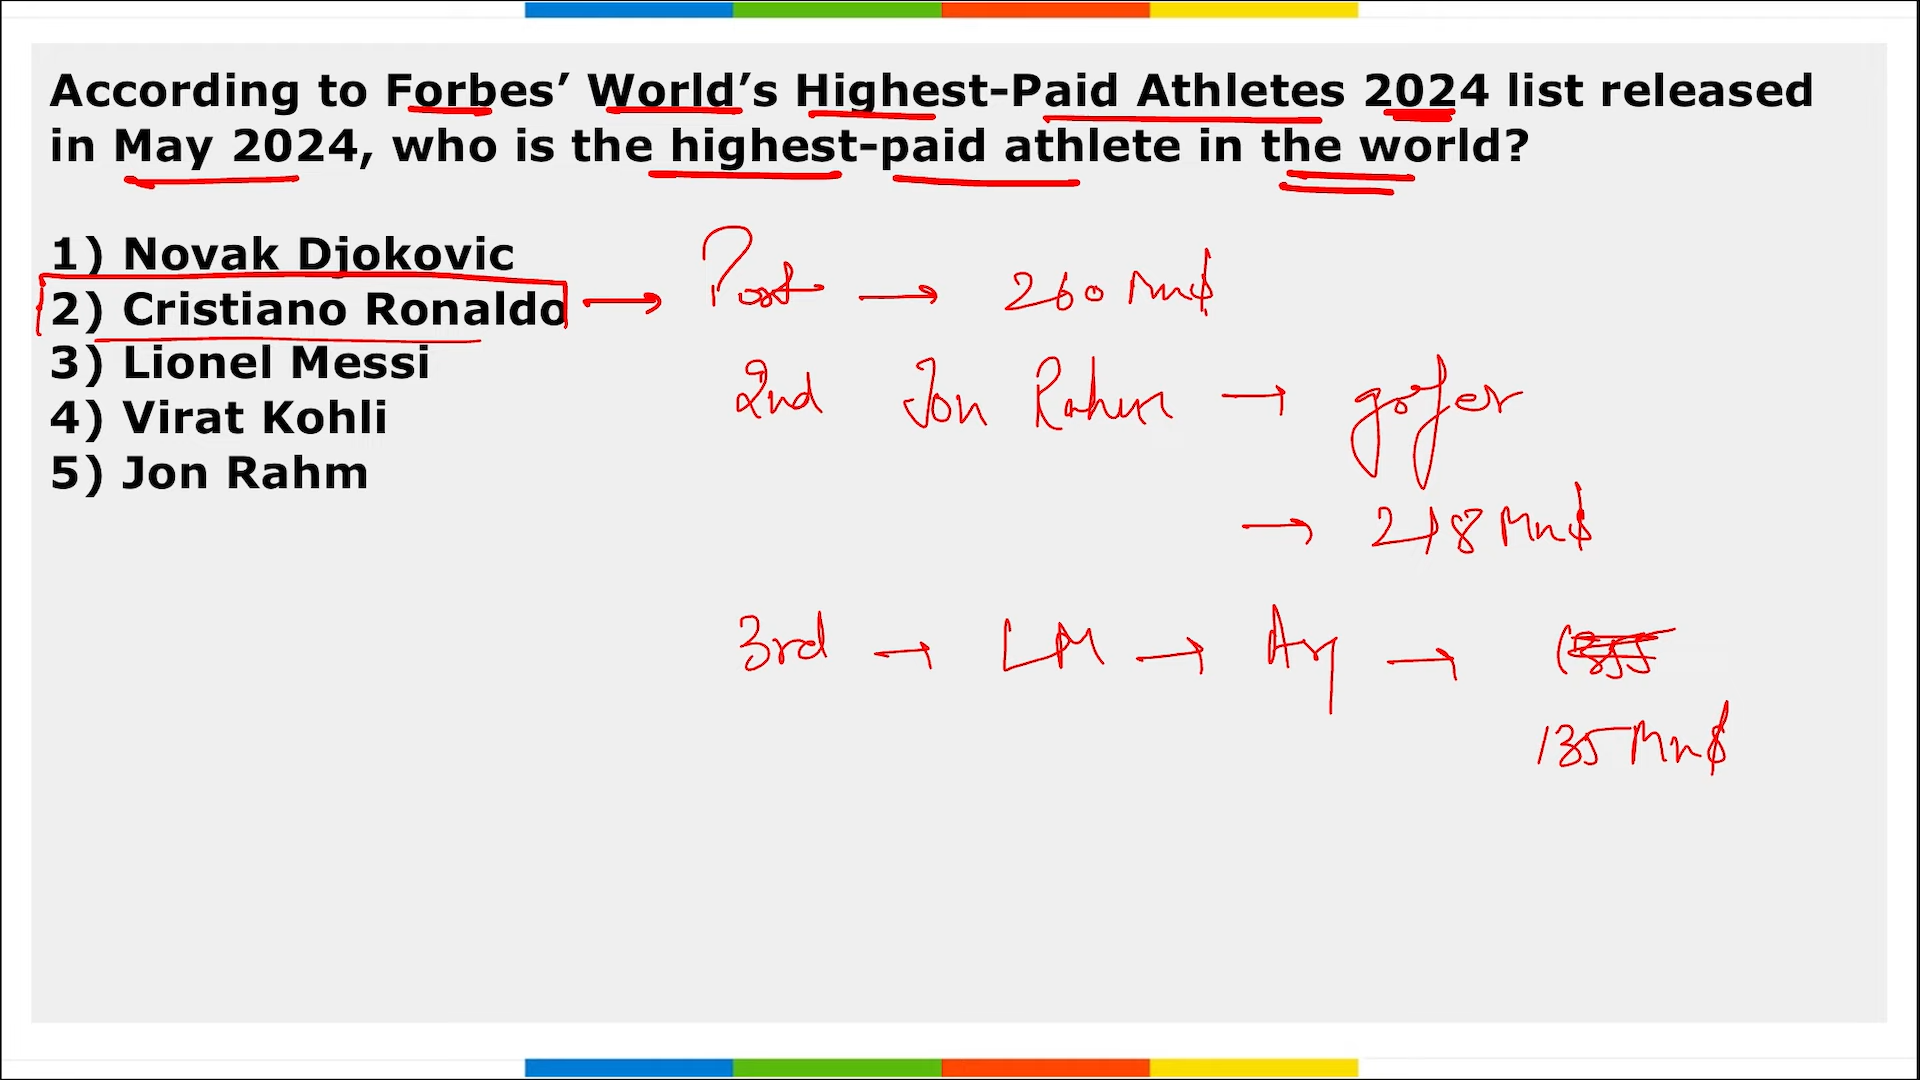 According to Forbes’ World’s Highest-Paid Athletes 2024 list released
in May 2024, who is the highest-paid athlete in the world?
1) Novak Djokovic
2) Cristiano Ronaldo → Port → 260 Mn$
3) Lionel Messi
2nd Jon Rahm → golfer
4) Virat Kohli
5) Jon Rahm
→ 218 Mn$
3rd → LM → Arg →
135 Mn$